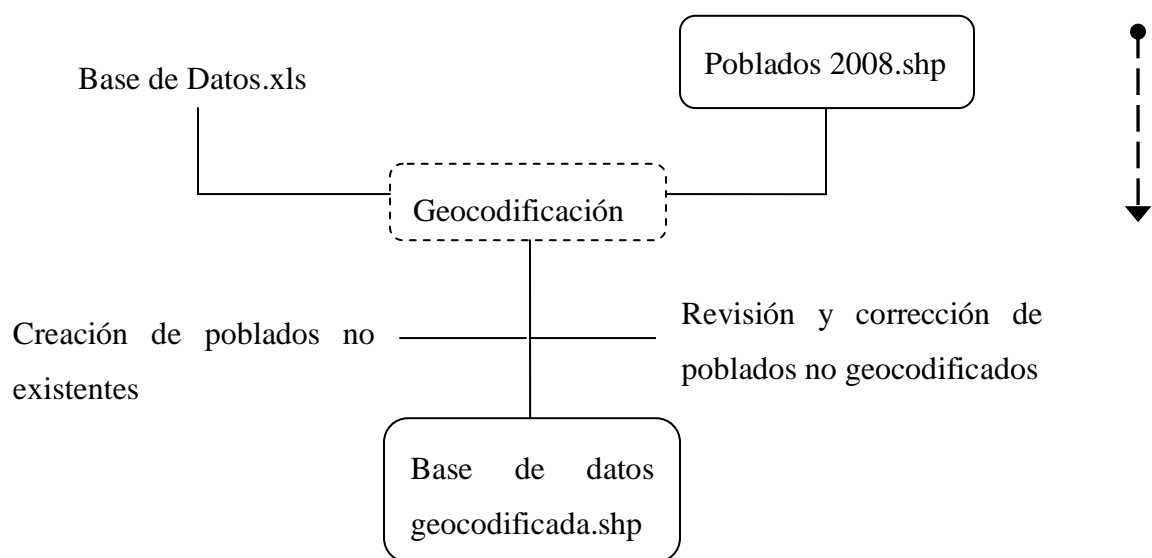 Base de Datos.xls
Poblados 2008.shp
Geocodificación
Creación de poblados no
existentes
Revisión y corrección de
poblados no geocodificados
Base de datos
geocodificada.shp